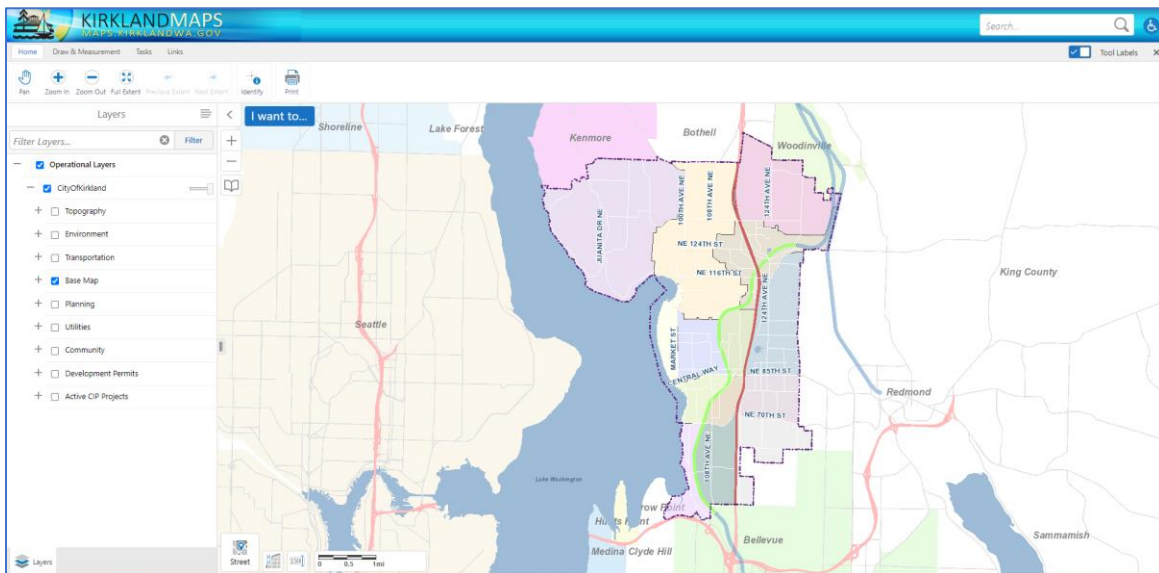 KIRKLANDMAPS
MAPS.KIRKLANDWA.GOV
Search...
Home Draw & Measurement Tasks Links
Tool Labels
Pan Zoom In Zoom Out Full Extent Previous Extent Next Extent Identify Print
Layers
I want to...
Filter Layers... Filter
Operational Layers
CityOfKirkland
Topography
Environment
Transportation
Base Map
Planning
Utilities
Community
Development Permits
Active CIP Projects
Layers
Shoreline
Lake Forest
Kenmore
Bothell
Woodinville
100TH AVE NE
108TH AVE NE
124TH AVE NE
JUANITA DR NE
NE 124TH ST
NE 116TH ST
King County
124TH AVE NE
Seattle
MARKET ST
CENTRAL WAY
NE 85TH ST
Redmond
NE 70TH ST
108TH AVE NE
Lake Washington
row Point
Hunts Point
Medina Clyde Hill
Bellevue
Sammamish
Street
0 0.5 1mi